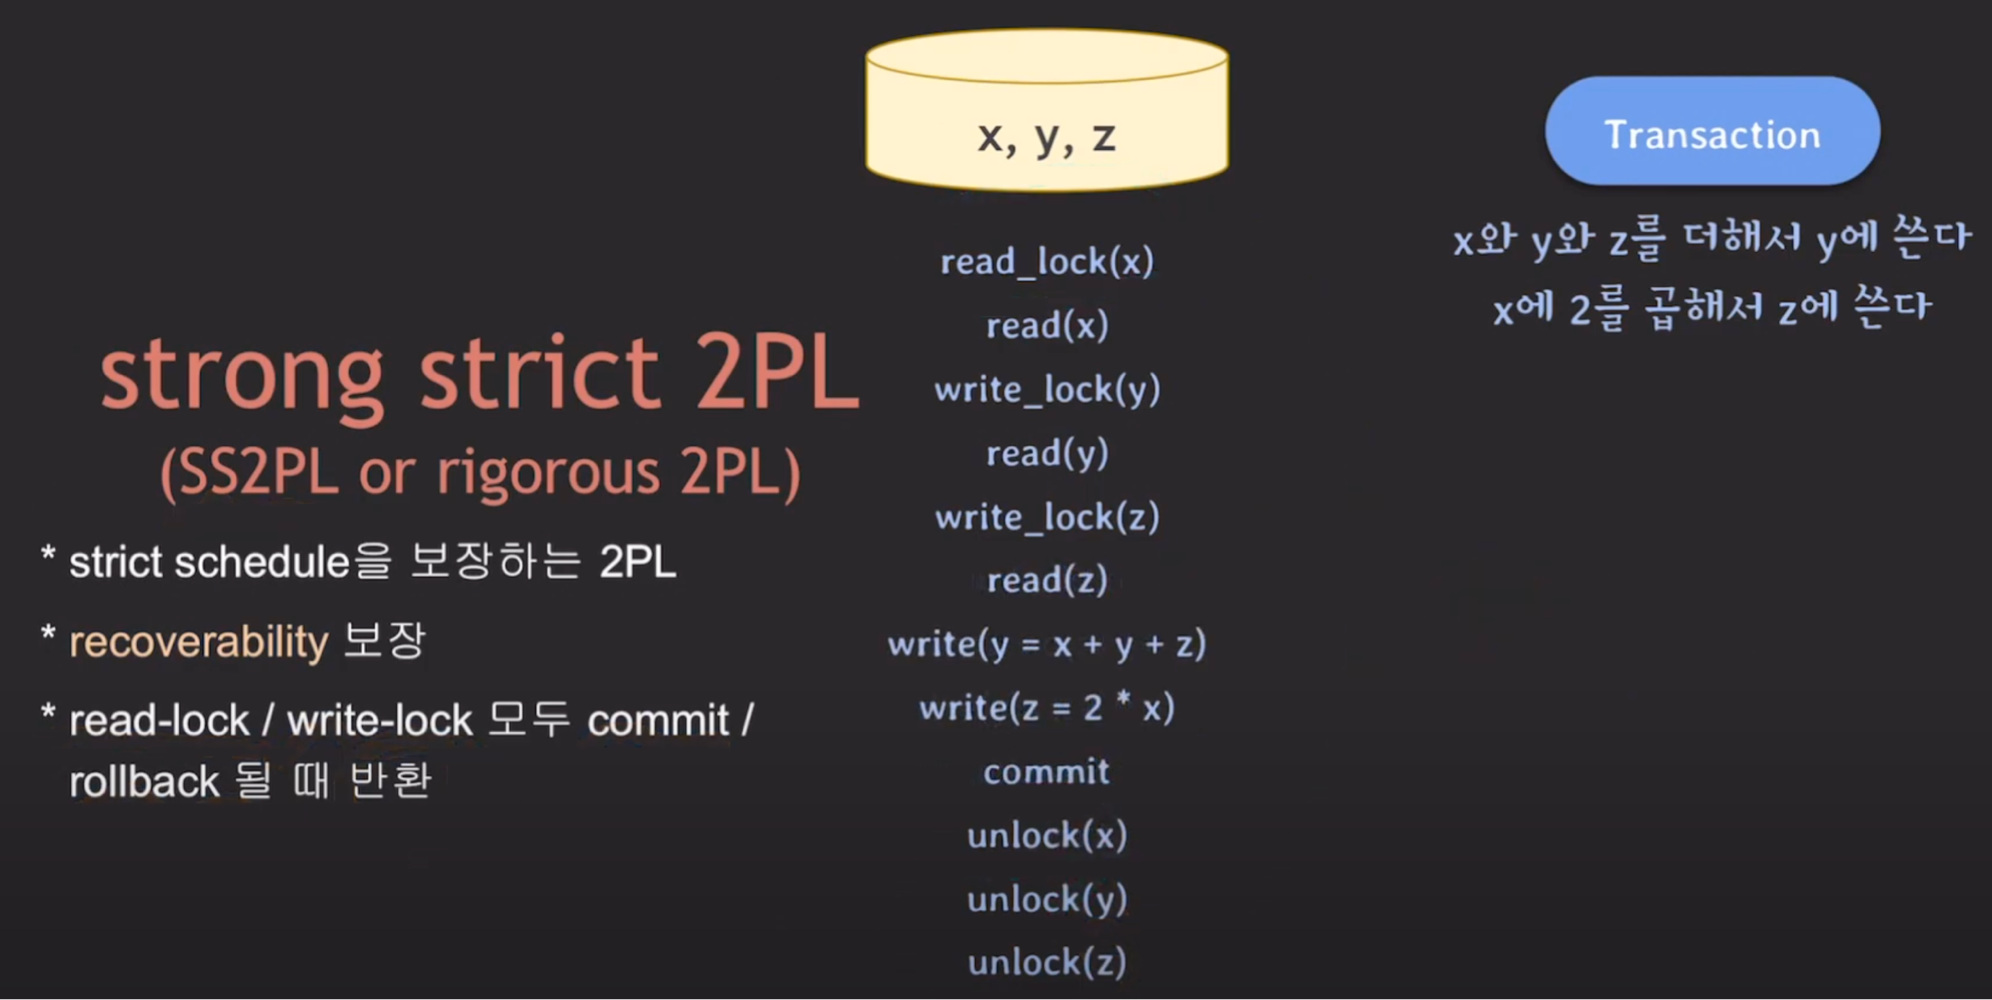 x, y, z
Transaction
x와 y와 z를 더해서 y에 쓴다
x에 2를 곱해서 z에 쓴다
strong strict 2PL
(SS2PL or rigorous 2PL)
* strict schedule을 보장하는 2PL
* recoverability 보장
* read-lock / write-lock 모두 commit /
rollback 될 때 반환
read_lock(x)
read(x)
write_lock(y)
read(y)
write_lock(z)
read(z)
write(y = x + y + z)
write(z = 2 * x)
commit
unlock(x)
unlock(y)
unlock(z)